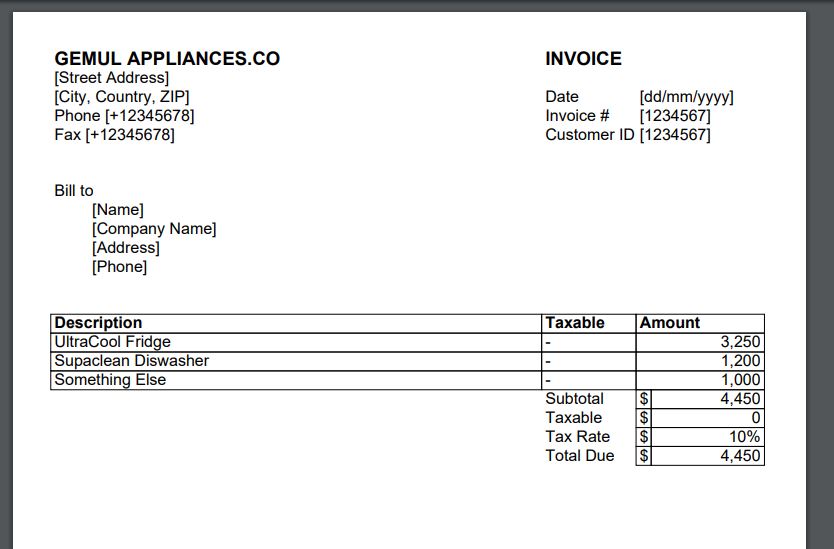 GEMUL APPLIANCES.CO INVOICE
[Street Address]
[City, Country, ZIP] Date [dd/mm/yyyy]
Phone [+12345678] Invoice # [1234567]
Fax [+12345678] Customer ID [1234567]
Bill to
[Name]
[Company Name]
[Address]
[Phone]
Description Taxable Amount
UltraCool Fridge - 3,250
Supaclean Diswasher - 1,200
Something Else - 1,000
Subtotal $ 4,450
Taxable $ 0
Tax Rate $ 10%
Total Due $ 4,450